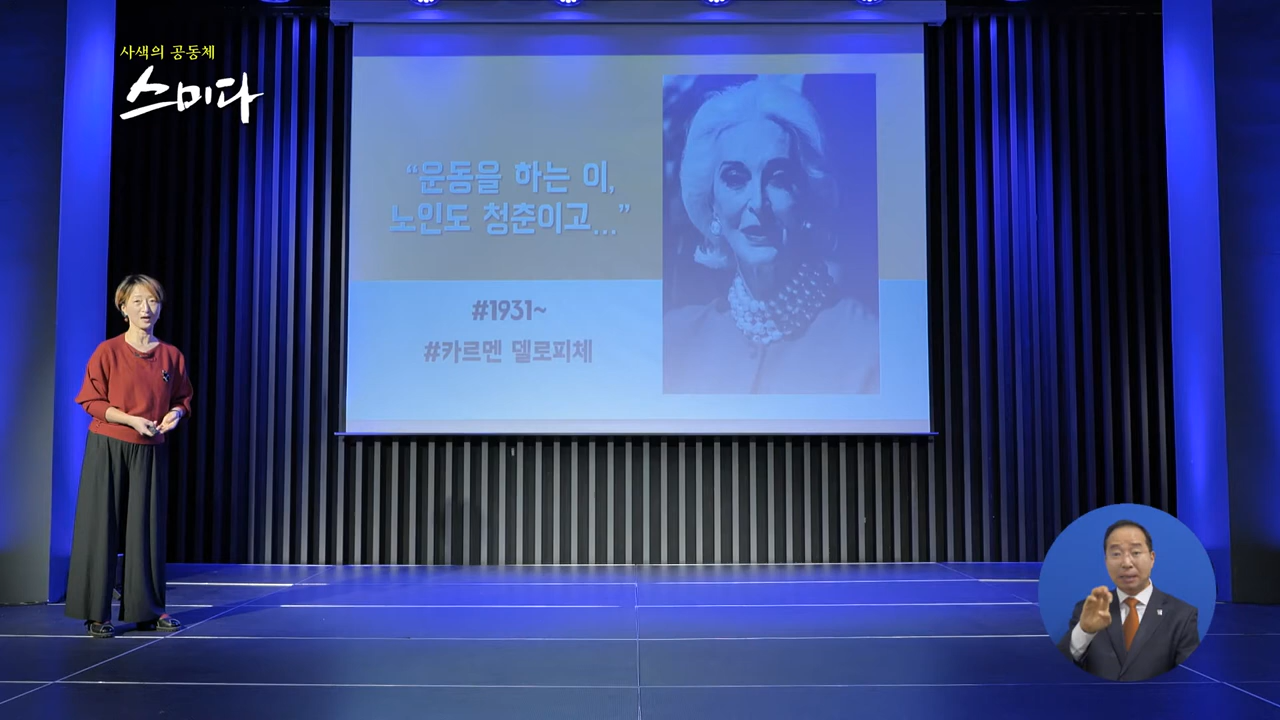 사색의 공동체
스미다
“운동을 하는 이,
노인도 청춘이고...”
#1931~
#카르멘 델로피체